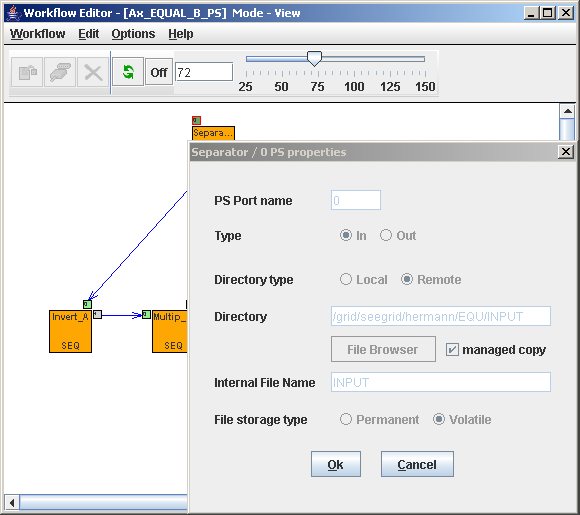 Workflow Editor - [Ax_EQUAL_B_PS]  Mode - View
Workflow Edit Options Help
Off 72
25 50 75 100 125 150
Separa...
Separator / 0 PS properties
PS Port name 0
Type In Out
Directory type Local Remote
Directory /grid/seegrid/hermann/EQU/INPUT
File Browser managed copy
Internal File Name INPUT
File storage type Permanent Volatile
Ok Cancel
Invert_A Multip_
SEQ SEQ